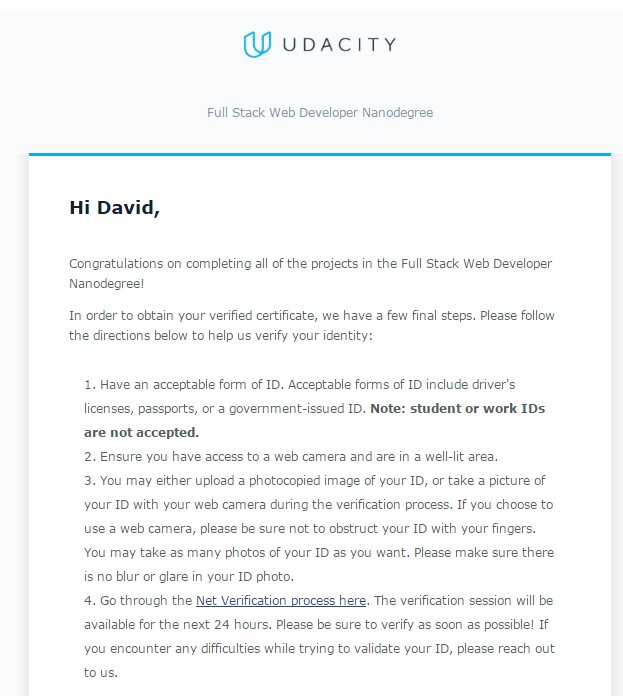 UDACITY
Full Stack Web Developer Nanodegree
Hi David,
Congratulations on completing all of the projects in the Full Stack Web Developer
Nanodegree!
In order to obtain your verified certificate, we have a few final steps. Please follow
the directions below to help us verify your identity:
1. Have an acceptable form of ID. Acceptable forms of ID include driver's
licenses, passports, or a government-issued ID. Note: student or work IDs
are not accepted.
2. Ensure you have access to a web camera and are in a well-lit area.
3. You may either upload a photocopied image of your ID, or take a picture of
your ID with your web camera during the verification process. If you choose to
use a web camera, please be sure not to obstruct your ID with your fingers.
You may take as many photos of your ID as you want. Please make sure there
is no blur or glare in your ID photo.
4. Go through the Net Verification process here. The verification session will be
available for the next 24 hours. Please be sure to verify as soon as possible! If
you encounter any difficulties while trying to validate your ID, please reach out
to us.